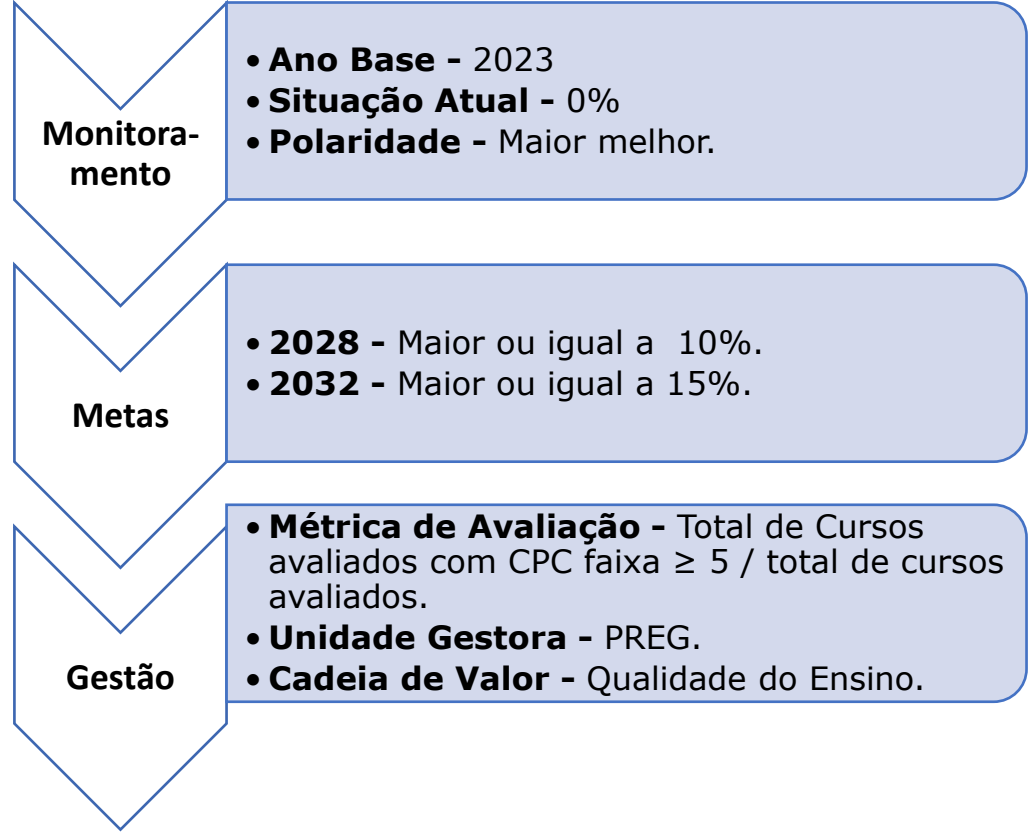 Monitora-
mento
• Ano Base - 2023
• Situação Atual - 0%
• Polaridade - Maior melhor.
Metas
• 2028 - Maior ou igual a  10%.
• 2032 - Maior ou igual a 15%.
Gestão
• Métrica de Avaliação - Total de Cursos
avaliados com CPC faixa ≥ 5 / total de cursos
avaliados.
• Unidade Gestora - PREG.
• Cadeia de Valor - Qualidade do Ensino.